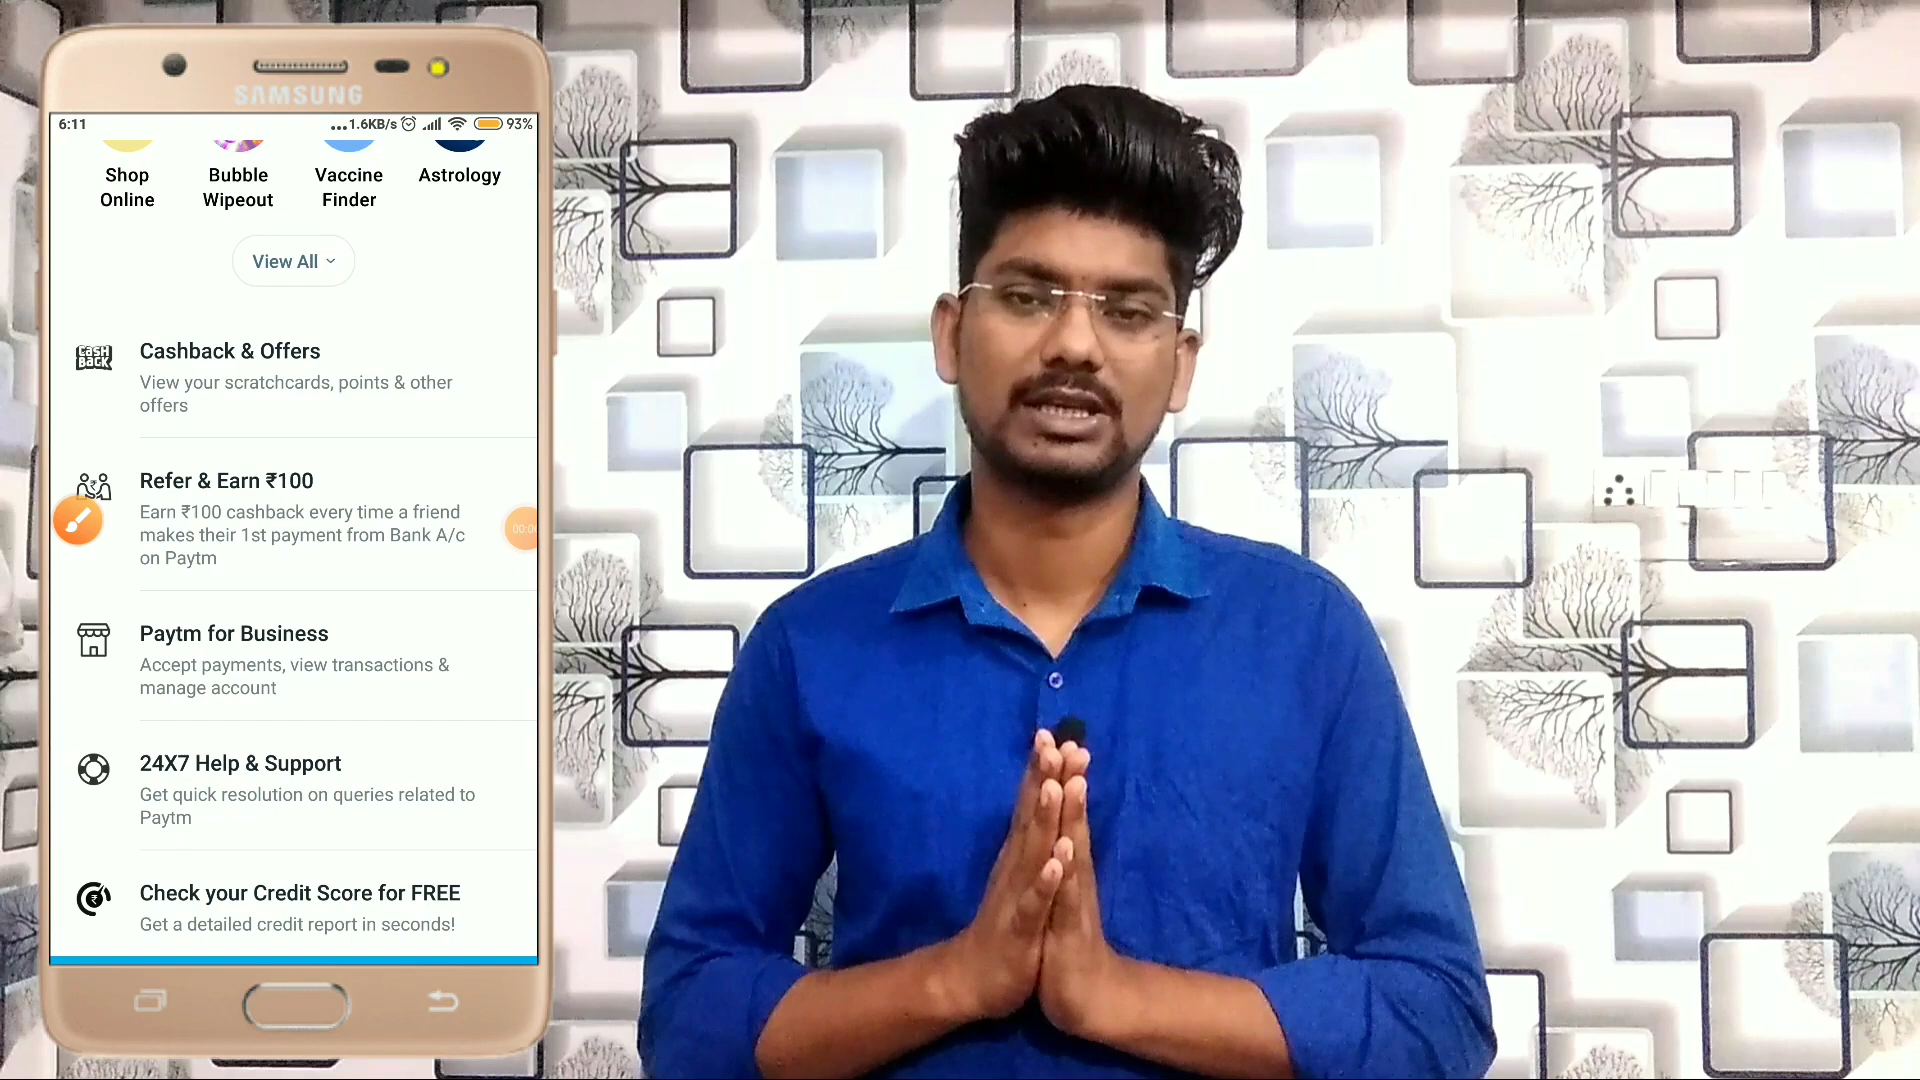 SAMSUNG
6:11
...1.6KB/s
93%
Shop
Online
Bubble
Wipeout
Vaccine
Finder
Astrology
View All
CASH
BACK
Cashback & Offers
View your scratchcards, points & other
offers
Refer & Earn ₹100
Earn ₹100 cashback every time a friend
makes their 1st payment from Bank A/c
on Paytm
Paytm for Business
Accept payments, view transactions &
manage account
24X7 Help & Support
Get quick resolution on queries related to
Paytm
Check your Credit Score for FREE
Get a detailed credit report in seconds!